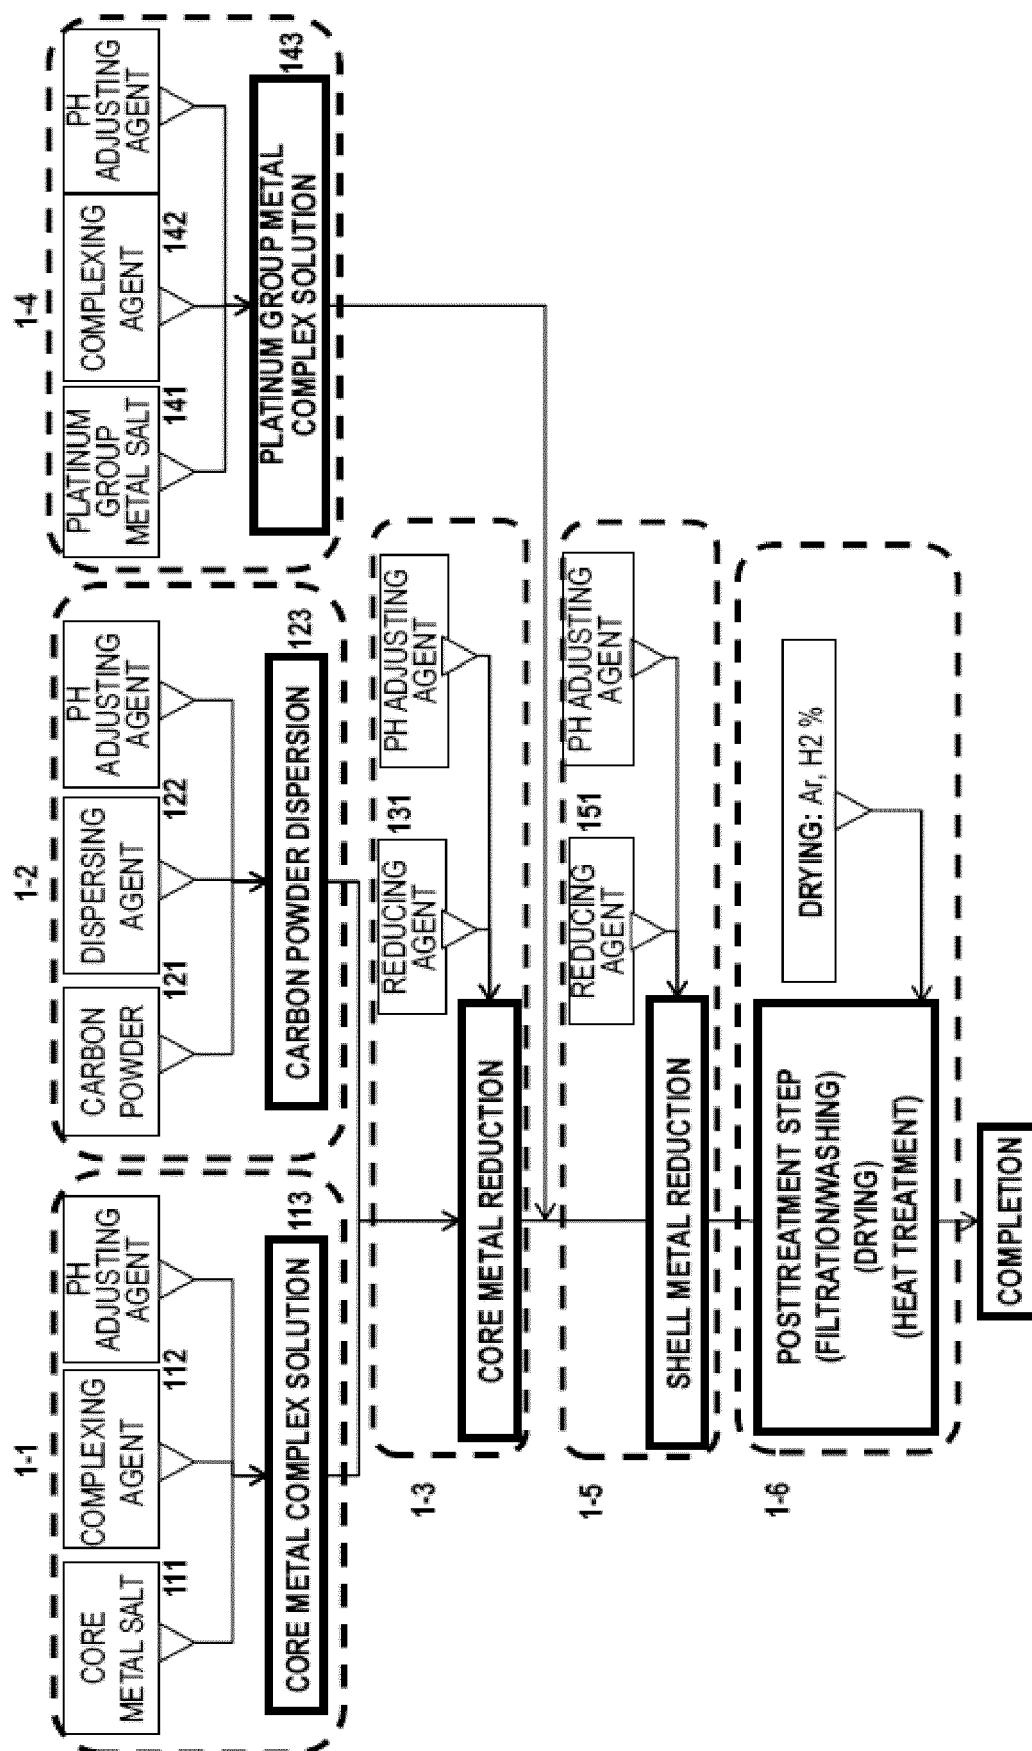 1-1
CORE
METAL SALT
111
COMPLEXING
AGENT
112
PH
ADJUSTING
AGENT
CORE METAL COMPLEX SOLUTION
113
1-2
CARBON
POWDER
121
DISPERSING
AGENT
122
PH
ADJUSTING
AGENT
CARBON POWDER DISPERSION
123
1-4
PLATINUM
GROUP
METAL SALT
141
COMPLEXING
AGENT
142
PH
ADJUSTING
AGENT
PLATINUM GROUP METAL
COMPLEX SOLUTION
143
1-3
REDUCING
AGENT
131
PH ADJUSTING
AGENT
CORE METAL REDUCTION
1-5
REDUCING
AGENT
151
PH ADJUSTING
AGENT
SHELL METAL REDUCTION
1-6
POSTTREATMENT STEP
(FILTRATION/WASHING)
(DRYING)
(HEAT TREATMENT)
DRYING: Ar, H2 %
COMPLETION